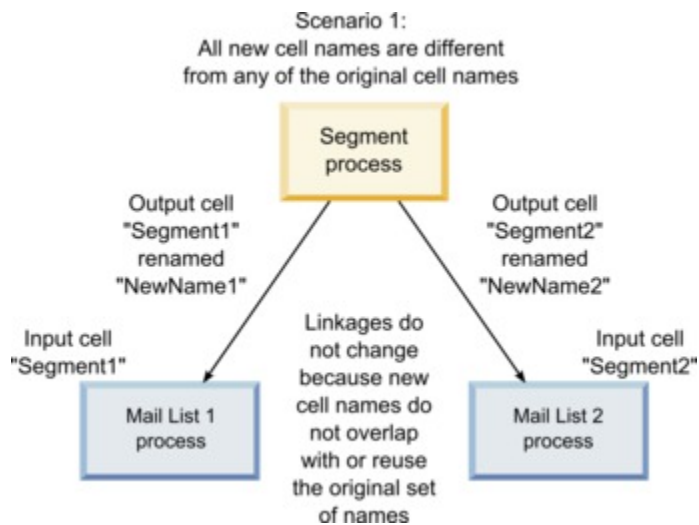 Scenario 1:
All new cell names are different
from any of the original cell names
Segment
process
Output cell
"Segment1"
renamed
"NewName1"
Output cell
"Segment2"
renamed
"NewName2"
Input cell
"Segment1"
Linkages do
not change
because new
cell names do
not overlap
with or reuse
the original set
of names
Input cell
"Segment2"
Mail List 1
process
Mail List 2
process